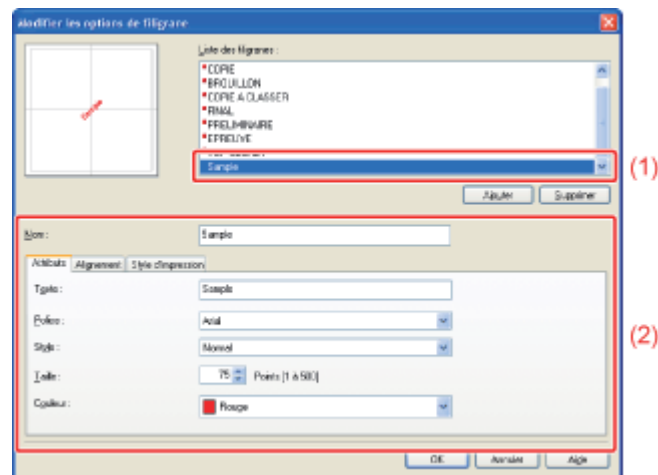 Modifier les options de filigrane
Liste des filigranes :
*COPIE
*BROUILLON
*COPIE A CLASSER
*FINAL
*PRELIMINAIRE
*EPREUVE
Sample
(1)
Ajouter Supprimer
Nom : Sample
Attributs Alignement Style d'impression
Texte : Sample
Police : Arial
Style : Normal
(2)
Taille : 75 Points [1 à 500]
Couleur : Rouge
OK Annuler Aide